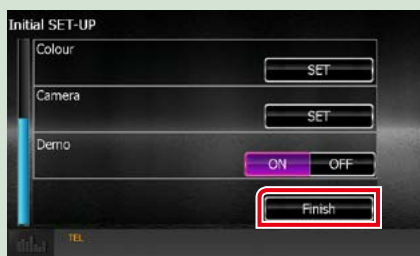 Initial SET-UP
Colour
SET
Camera
SET
Demo
ON OFF
Finish
TEL